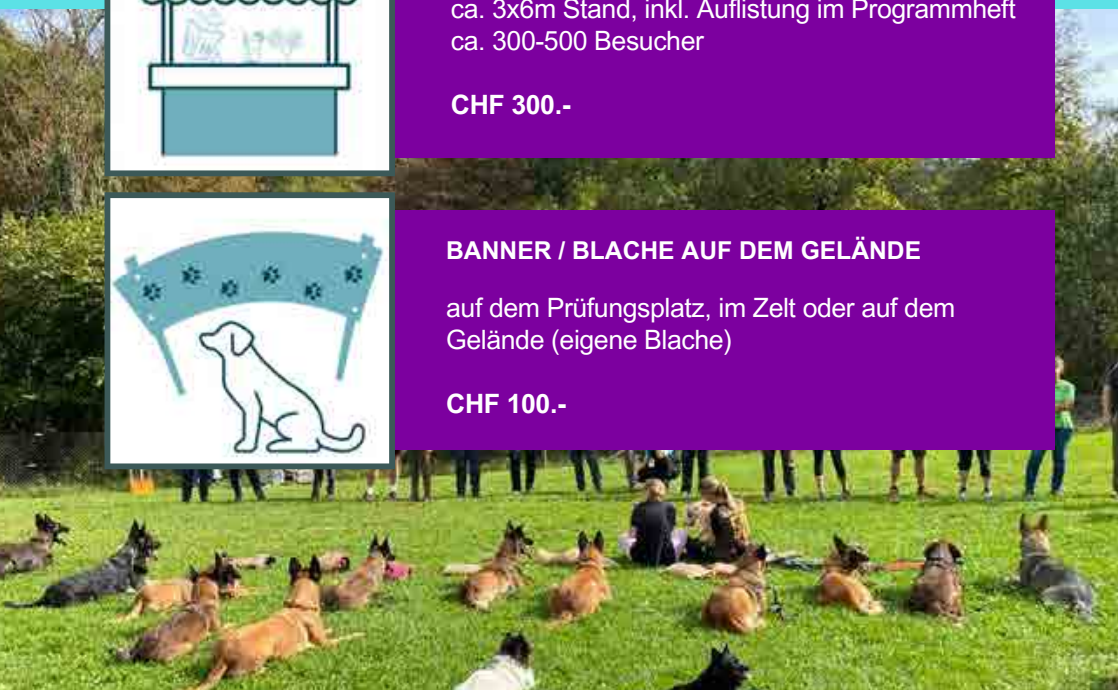 ca. 3x6m Stand, inkl. Auflistung im Programmheft
ca. 300-500 Besucher
CHF 300.-
BANNER / BLACHE AUF DEM GELÄNDE
auf dem Prüfungsplatz, im Zelt oder auf dem
Gelände (eigene Blache)
CHF 100.-